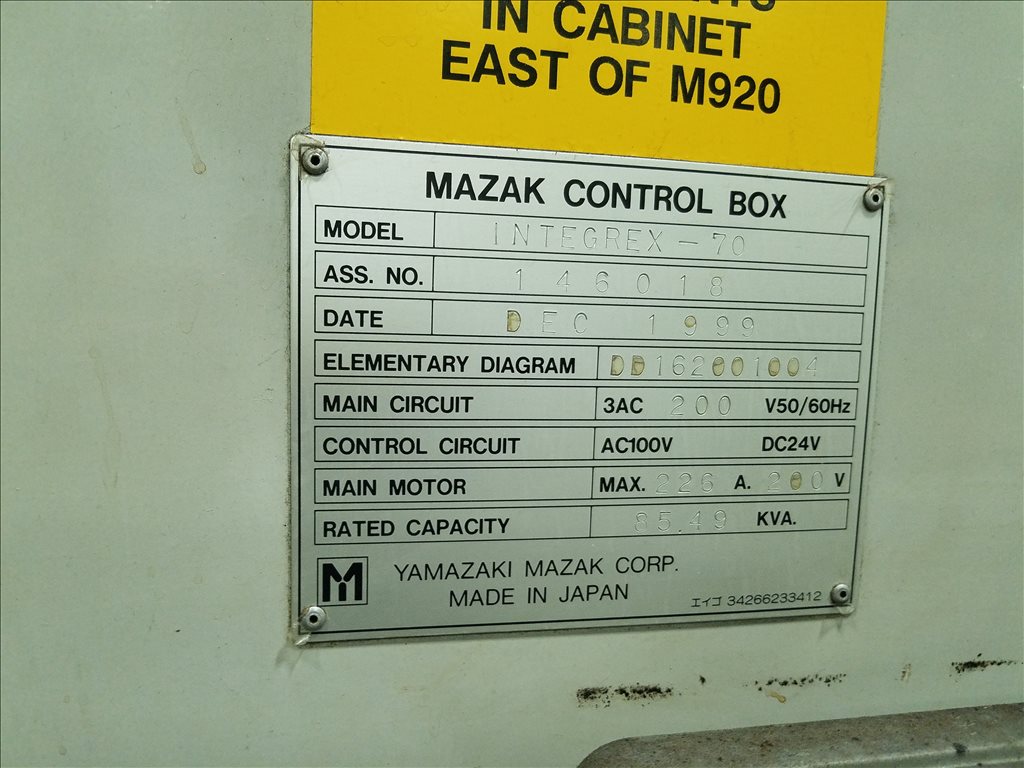 IN CABINET
EAST OF M920
MAZAK CONTROL BOX
MODEL INTEGREX-70
ASS. NO. 146018
DATE DEC 1999
ELEMENTARY DIAGRAM DD162001004
MAIN CIRCUIT 3AC 200 V50/60Hz
CONTROL CIRCUIT AC100V DC24V
MAIN MOTOR MAX. 226 A. 200 V
RATED CAPACITY 85.49 KVA.
YAMAZAKI MAZAK CORP.
MADE IN JAPAN
エイゴ 34266233412